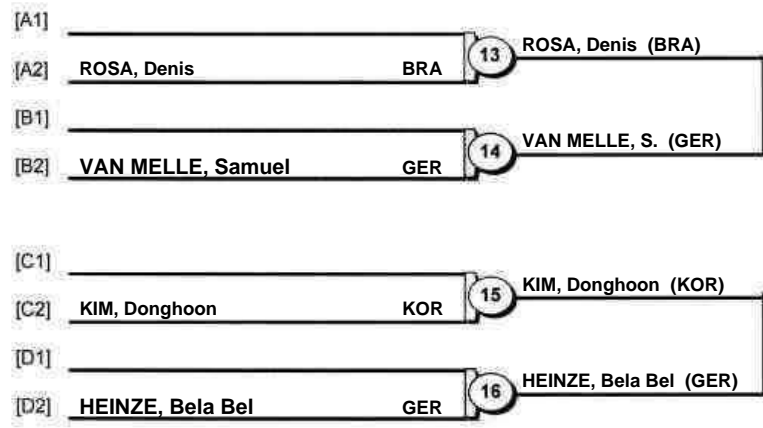 [A1]
13 ROSA, Denis (BRA)
[A2] ROSA, Denis BRA
[B1]
14 VAN MELLE, S. (GER)
[B2] VAN MELLE, Samuel GER
[C1]
15 KIM, Donghoon (KOR)
[C2] KIM, Donghoon KOR
[D1]
16 HEINZE, Bela Bel (GER)
[D2] HEINZE, Bela Bel GER